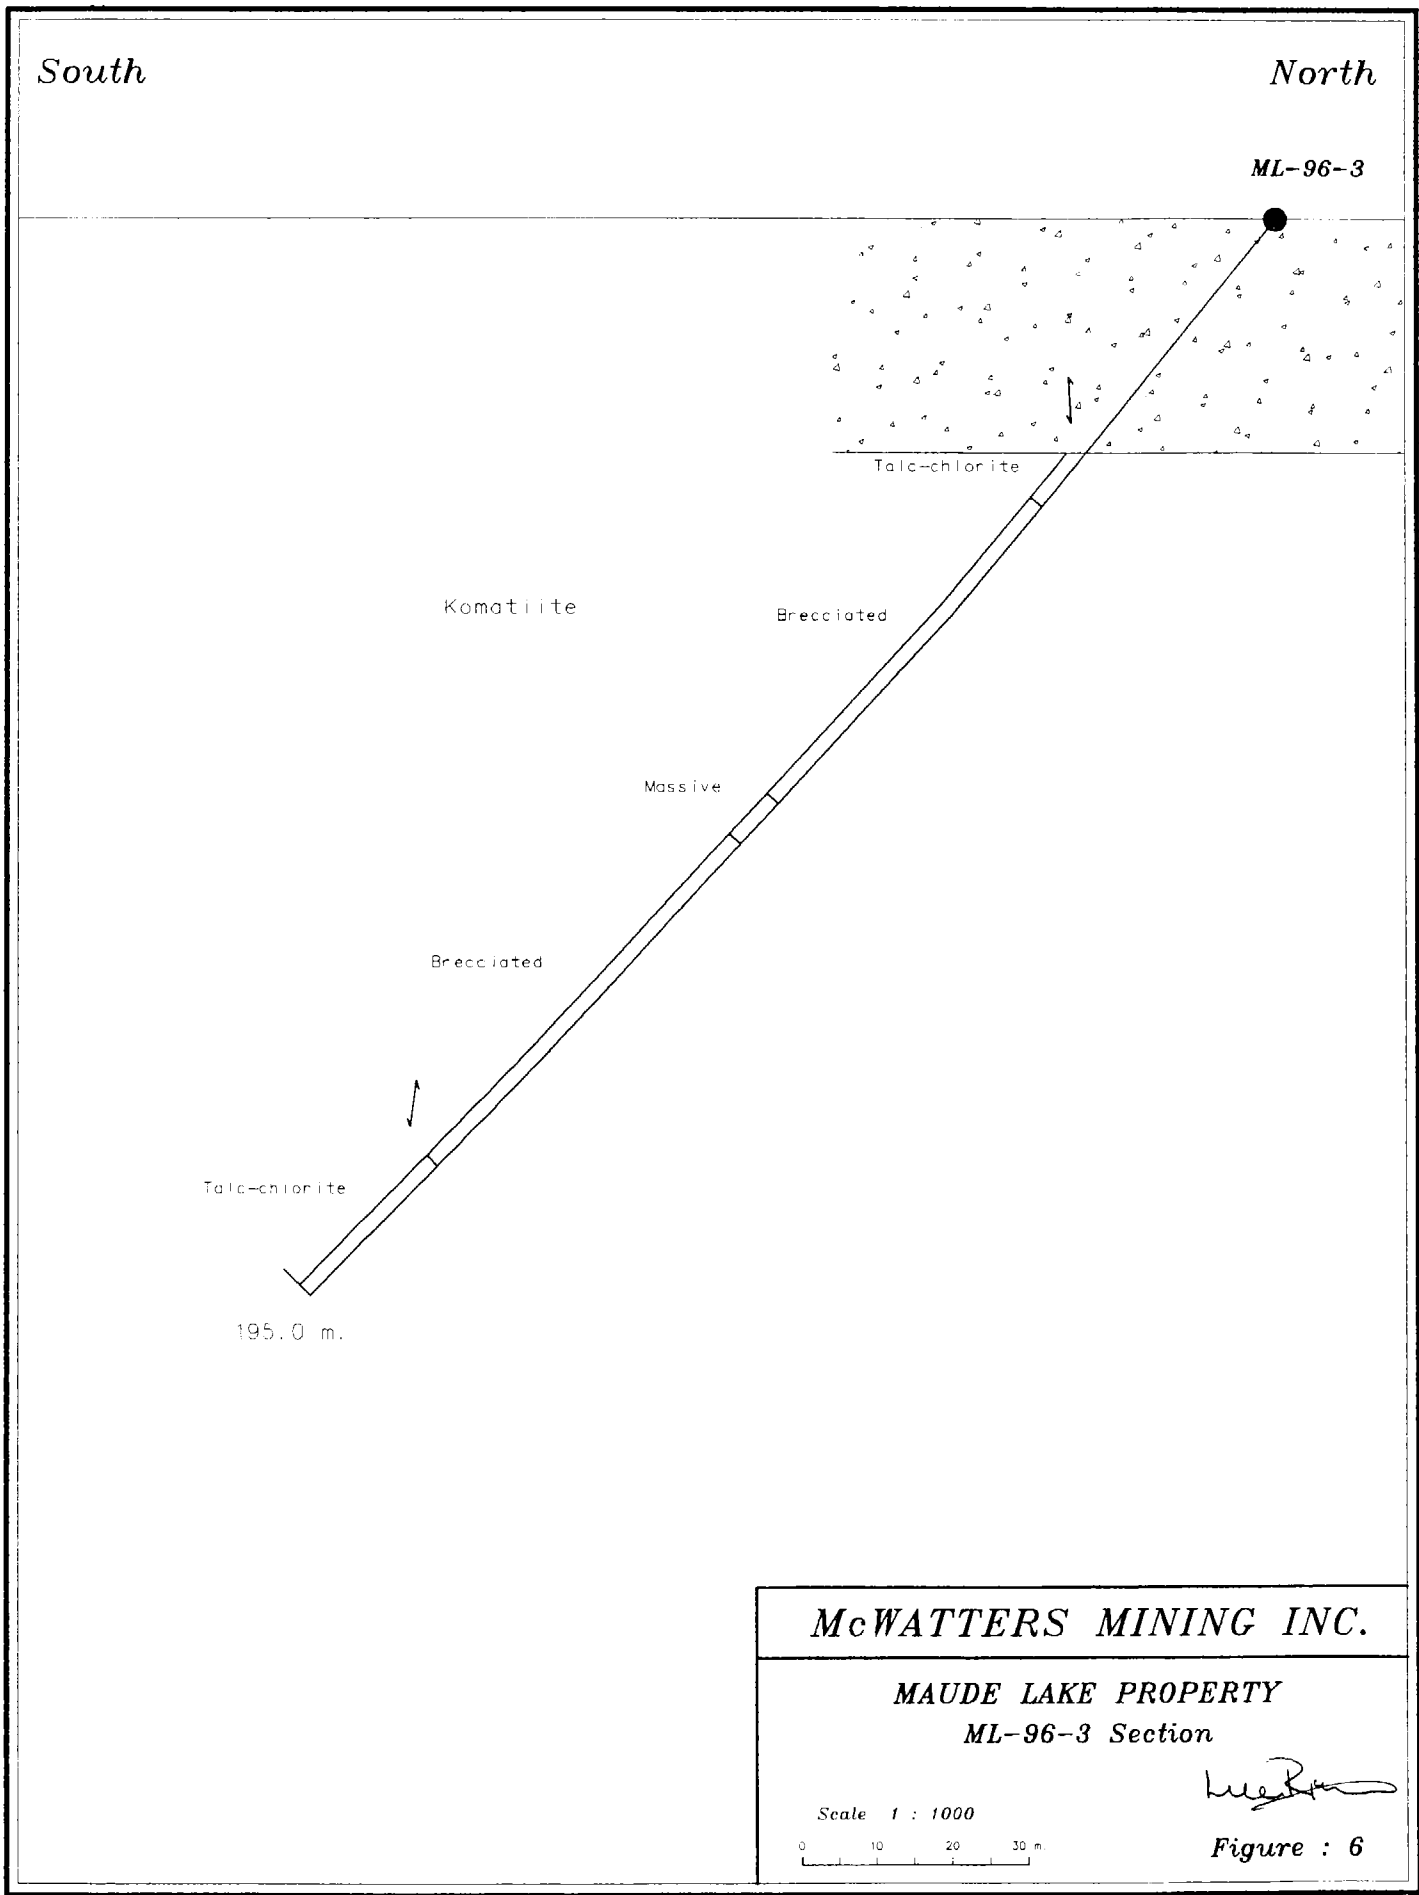 South
North
ML-96-3
Talc-chlorite
Komatiite
Brecciated
Massive
Brecciated
Talc-chlorite
195.0 m.
McWATTERS MINING INC.
MAUDE LAKE PROPERTY
ML-96-3 Section
Scale 1 : 1000
0 10 20 30 m.
Figure : 6